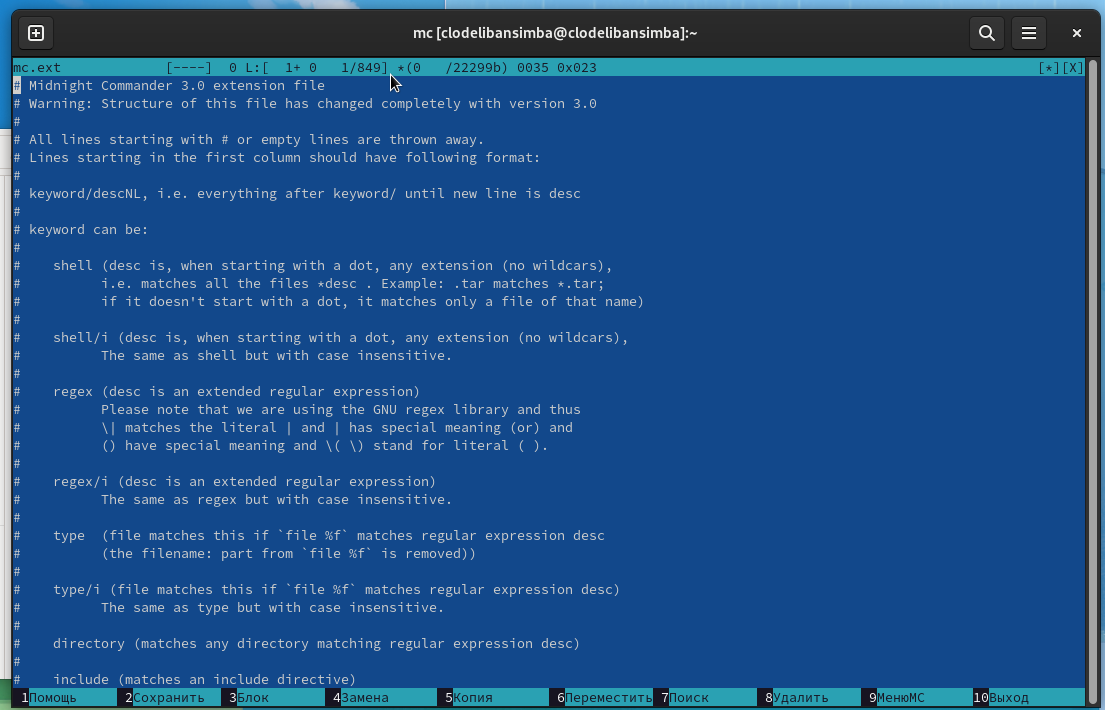 mc [clodelibansimba@clodelibansimba]:~
mc.ext [----] 0 L:[ 1+ 0 1/849] *(0 /22299b) 0035 0x023 [*][X]
# Midnight Commander 3.0 extension file
# Warning: Structure of this file has changed completely with version 3.0
#
# All lines starting with # or empty lines are thrown away.
# Lines starting in the first column should have following format:
#
# keyword/descNL, i.e. everything after keyword/ until new line is desc
#
# keyword can be:
#
# shell (desc is, when starting with a dot, any extension (no wildcars),
# i.e. matches all the files *desc . Example: .tar matches *.tar;
# if it doesn't start with a dot, it matches only a file of that name)
#
# shell/i (desc is, when starting with a dot, any extension (no wildcars),
# The same as shell but with case insensitive.
#
# regex (desc is an extended regular expression)
# Please note that we are using the GNU regex library and thus
# \| matches the literal | and | has special meaning (or) and
# () have special meaning and \( \) stand for literal ( ).
#
# regex/i (desc is an extended regular expression)
# The same as regex but with case insensitive.
#
# type (file matches this if `file %f` matches regular expression desc
# (the filename: part from `file %f` is removed))
#
# type/i (file matches this if `file %f` matches regular expression desc)
# The same as type but with case insensitive.
#
# directory (matches any directory matching regular expression desc)
#
# include (matches an include directive)
1Помощь 2Сохранить 3Блок 4Замена 5Копия 6Переместить 7Поиск 8Удалить 9МенюMC 10Выход